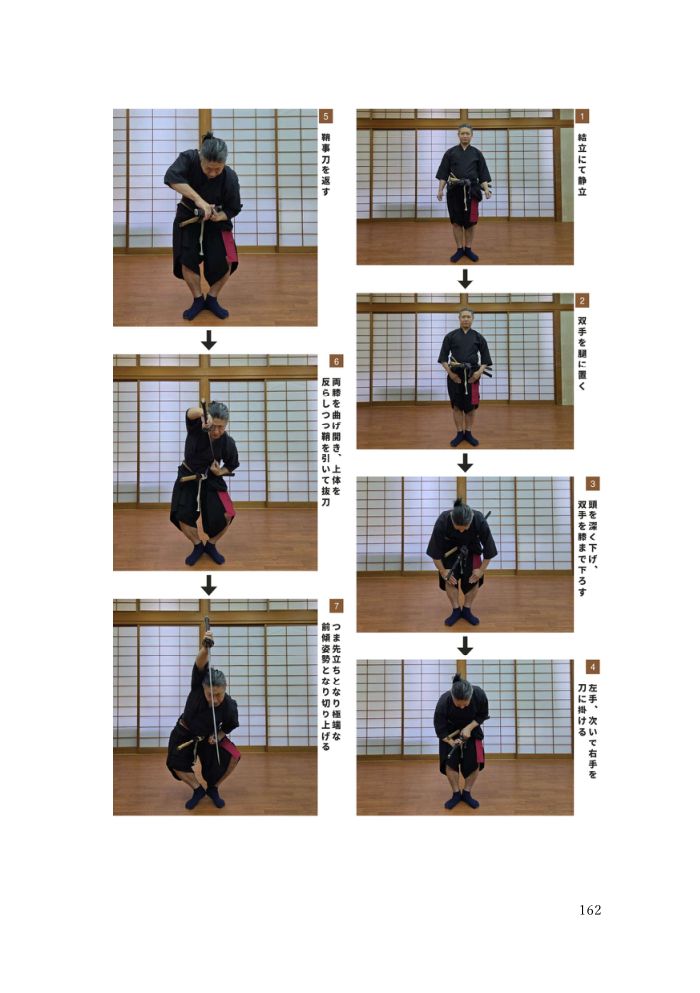 1
結立にて静立
2
双手を腿に置く
3
頭を深く下げ、
双手を膝まで下ろす
4
左手、次いで右手を
刀に掛ける
5
鞘事刀を返す
6
両膝を曲げ開き、上体を
反らしつつ鞘を引いて抜刀
7
つま先立ちとなり極端な
前傾姿勢となり切り上げる
162